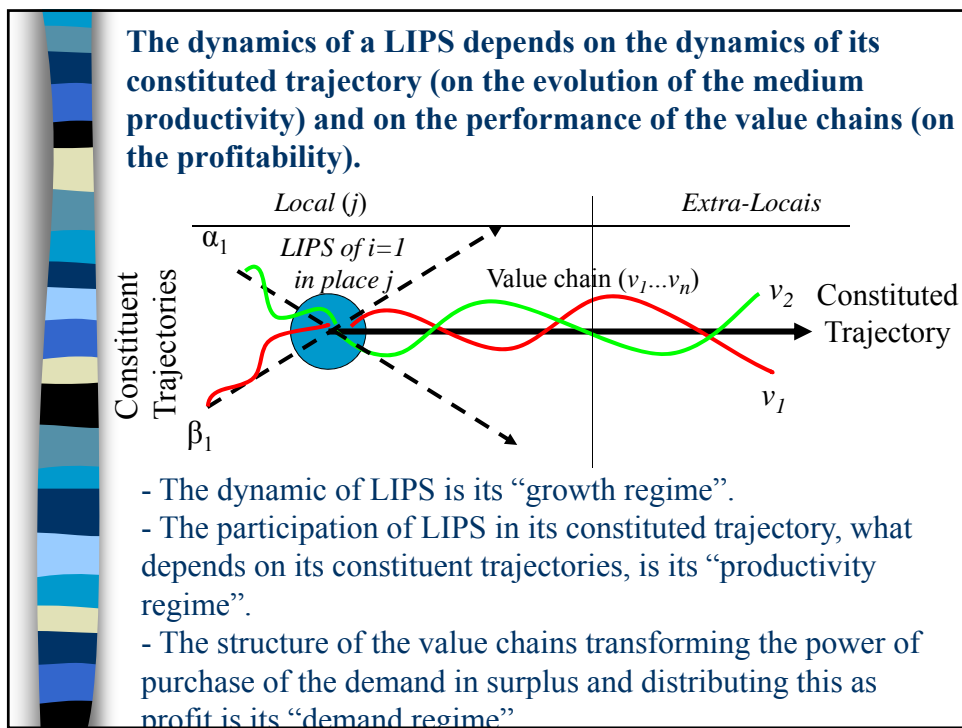 The dynamics of a LIPS depends on the dynamics of its
constituted trajectory (on the evolution of the medium
productivity) and on the performance of the value chains (on
the profitability).
Local (j)
Extra-Locais
α1
LIPS of i=1
in place j
Value chain (v1...vn)
v2
Constituted
Trajectory
Constituent
Trajectories
v1
β1
- The dynamic of LIPS is its “growth regime”.
- The participation of LIPS in its constituted trajectory, what
depends on its constituent trajectories, is its “productivity
regime”.
- The structure of the value chains transforming the power of
purchase of the demand in surplus and distributing this as
profit is its “demand regime”